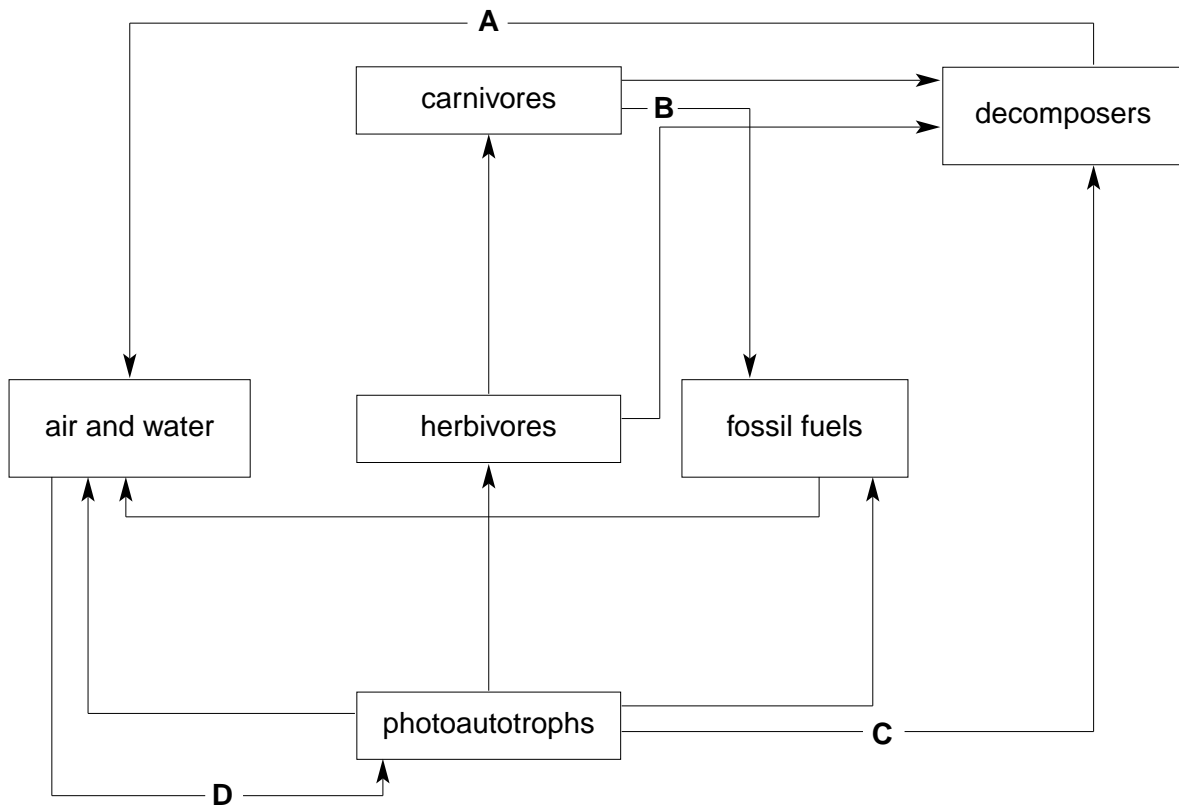 A
carnivores
B
decomposers
air and water
herbivores
fossil fuels
photoautotrophs
C
D